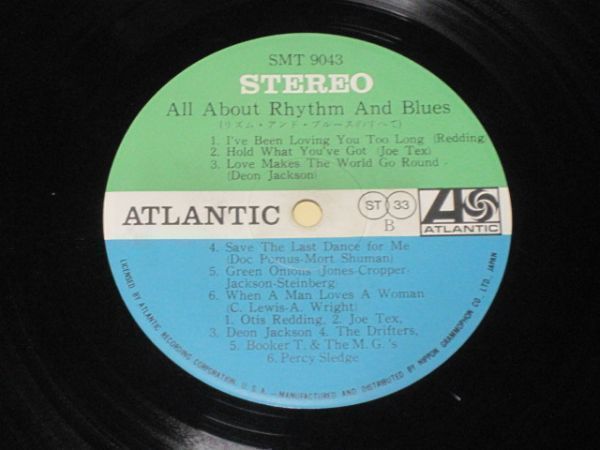 SMT 9043
STEREO
All About Rhythm And Blues
(リズム・アンド・ブルースのすべて)
1. I've Been Loving You Too Long (Redding)
2. Hold What You've Got (Joe Tex)
3. Love Makes The World Go Round -
(Deon Jackson)
ATLANTIC
ST 33
B
ATLANTIC
4. Save The Last Dance for Me
(Doc Pomus-Mort Shuman)
5. Green Onions (Jones-Cropper-
Jackson-Steinberg)
6. When A Man Loves A Woman
(C. Lewis-A. Wright)
1. Otis Redding, 2. Joe Tex,
3. Deon Jackson 4. The Drifters,
5. Booker T. & The M. G. 's
6. Percy Sledge
LICENSED BY ATLANTIC RECORDING CORPORATION, U. S. A. —MANUFACTURED AND DISTRIBUTED BY NIPPON GRAMMOPHON CO. LTD., JAPAN